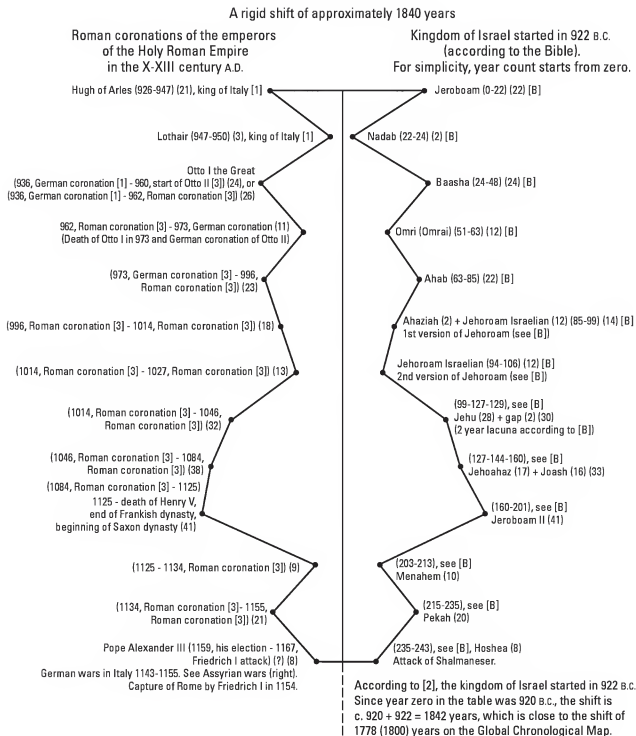 A rigid shift of approximately 1840 years
Roman coronations of the emperors
of the Holy Roman Empire
in the X-XIII century A.D.
Kingdom of Israel started in 922 B.C.
(according to the Bible).
For simplicity, year count starts from zero.
Hugh of Arles (926-947) (21), king of Italy [1]
Jeroboam (0-22) (22) [B]
Lothair (947-950) (3), king of Italy [1]
Nadab (22-24) (2) [B]
Otto I the Great
(936, German coronation [1] - 960, start of Otto II [3]) (24), or
(936, German coronation [1] - 962, Roman coronation [3]) (26)
Baasha (24-48) (24) [B]
962, Roman coronation [3] - 973, German coronation (11)
(Death of Otto I in 973 and German coronation of Otto II)
Omri (Omrai) (51-63) (12) [B]
(973, German coronation [3] - 996,
Roman coronation [3]) (23)
Ahab (63-85) (22) [B]
(996, Roman coronation [3] - 1014, Roman coronation [3]) (18)
Ahaziah (2) + Jehoram Israelian (12) (85-99) (14) [B]
1st version of Jehoram (see [B])
(1014, Roman coronation [3] - 1027, Roman coronation [3]) (13)
Jehoram Israelian (94-106) (12) [B]
2nd version of Jehoram (see [B])
(1014, Roman coronation [3] - 1046,
Roman coronation [3]) (32)
(99-127-129), see [B]
Jehu (28) + gap (2) (30)
(2 year lacuna according to [B])
(1046, Roman coronation [3] - 1084,
Roman coronation [3]) (38)
(127-144-160), see [B]
Jehoahaz (17) + Joash (16) (33)
(1084, Roman coronation [3] - 1125)
1125 - death of Henry V,
end of Frankish dynasty,
beginning of Saxon dynasty (41)
(160-201), see [B]
Jeroboam II (41)
(1125 - 1134, Roman coronation [3]) (9)
(203-213), see [B]
Menahem (10)
(1134, Roman coronation [3]- 1155,
Roman coronation [3]) (21)
(215-235), see [B]
Pekah (20)
Pope Alexander III (1159, his election - 1167,
Friedrich I attack) (?) (8)
German wars in Italy 1143-1155. See Assyrian wars (right).
Capture of Rome by Friedrich I in 1154.
(235-243), see [B], Hoshea (8)
Attack of Shalmaneser.
According to [2], the kingdom of Israel started in 922 B.C.
Since year zero in the table was 920 B.C., the shift is
c. 920 + 922 = 1842 years, which is close to the shift of
1778 (1800) years on the Global Chronological Map.